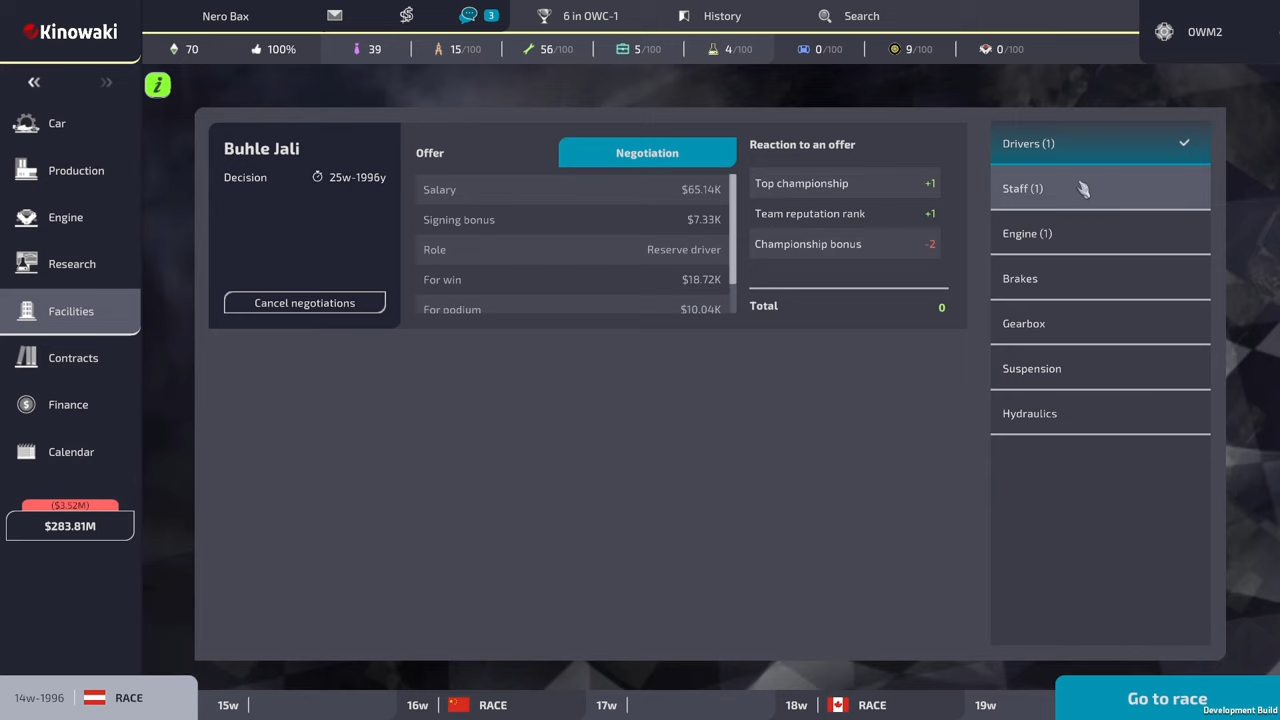 Kinowaki
Nero Bax
3
6 in OWC-1
History
Search
OWM2
70
100%
39
15/100
56/100
5/100
4/100
0/100
9/100
0/100
«
»
i
Car
Production
Engine
Research
Facilities
Contracts
Finance
Calendar
($3.52M)
$283.81M
Buhle Jali
Decision
25w-1996y
Cancel negotiations
Offer
Negotiation
Salary
$65.14K
Signing bonus
$7.33K
Role
Reserve driver
For win
$18.72K
For podium
$10.04K
Reaction to an offer
Top championship
+1
Team reputation rank
+1
Championship bonus
-2
Total
0
Drivers (1)
Staff (1)
Engine (1)
Brakes
Gearbox
Suspension
Hydraulics
14w-1996
RACE
15w
16w
RACE
17w
18w
RACE
19w
Go to race
Development Build